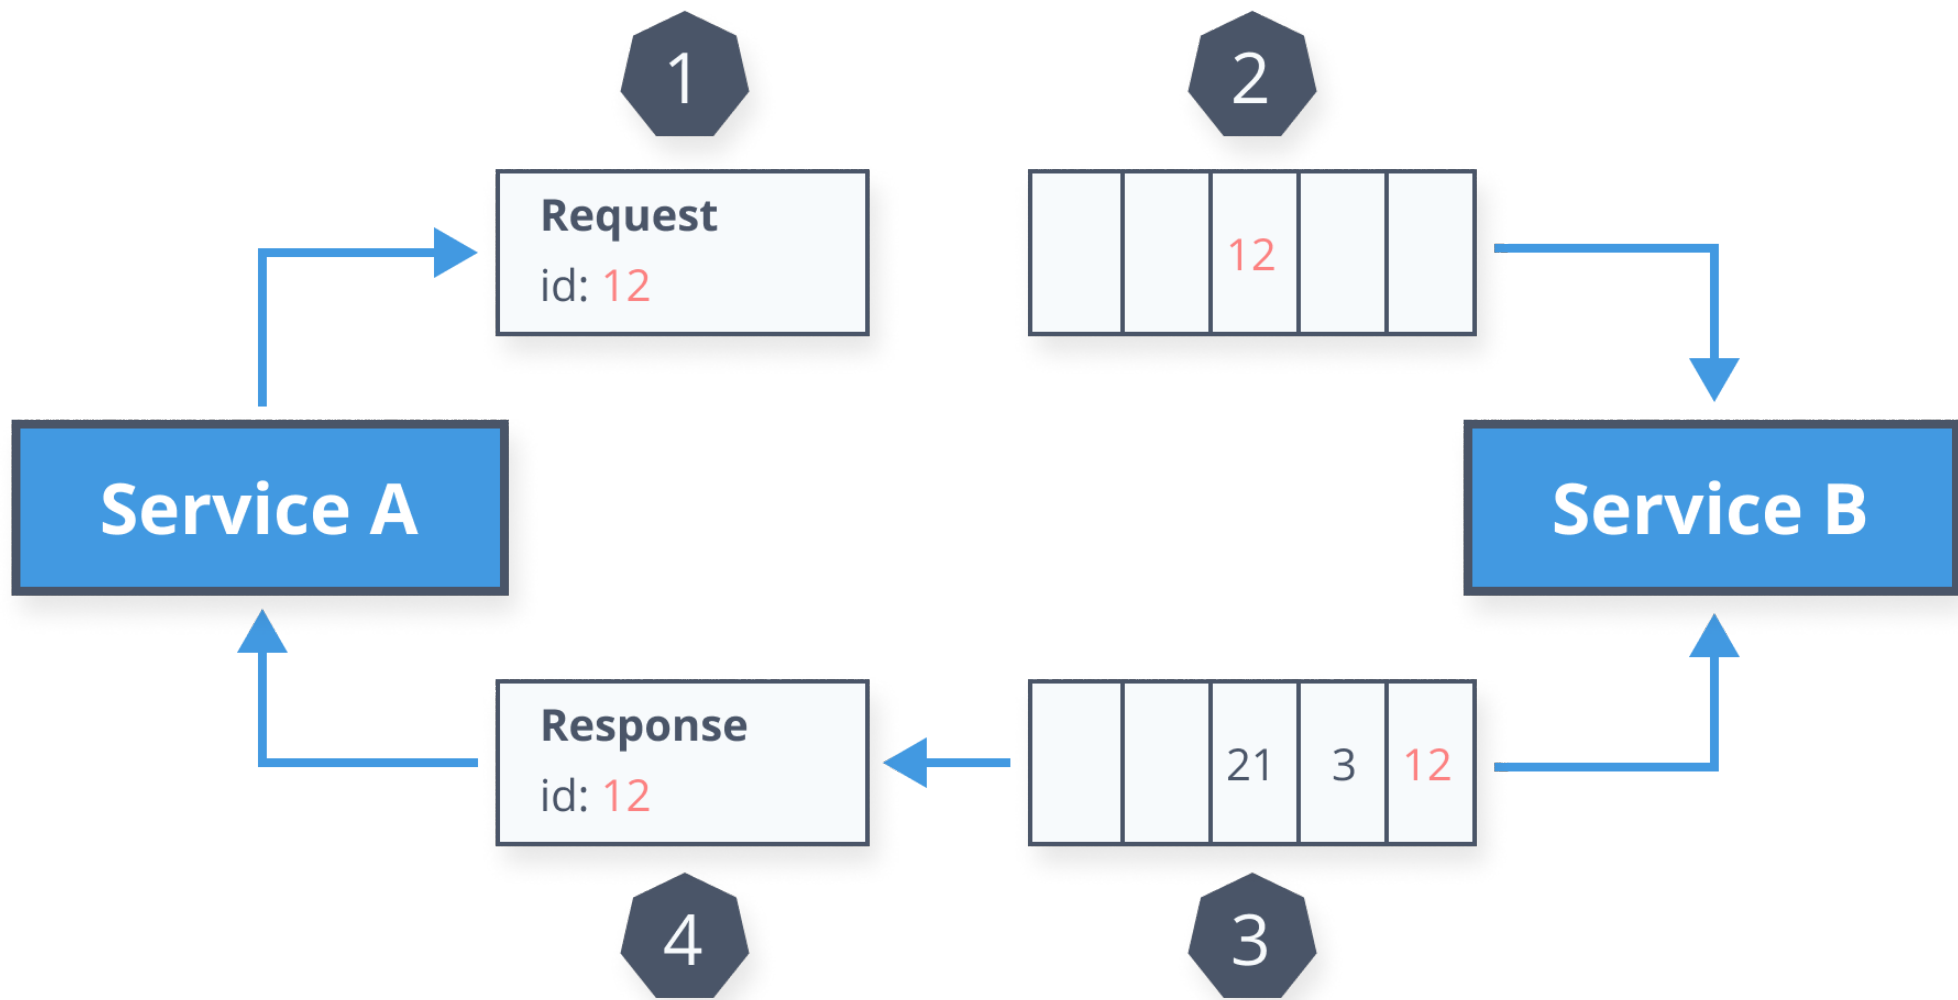 1
2
Request
id: 12
12
Service A
Service B
Response
id: 12
21
3
12
4
3